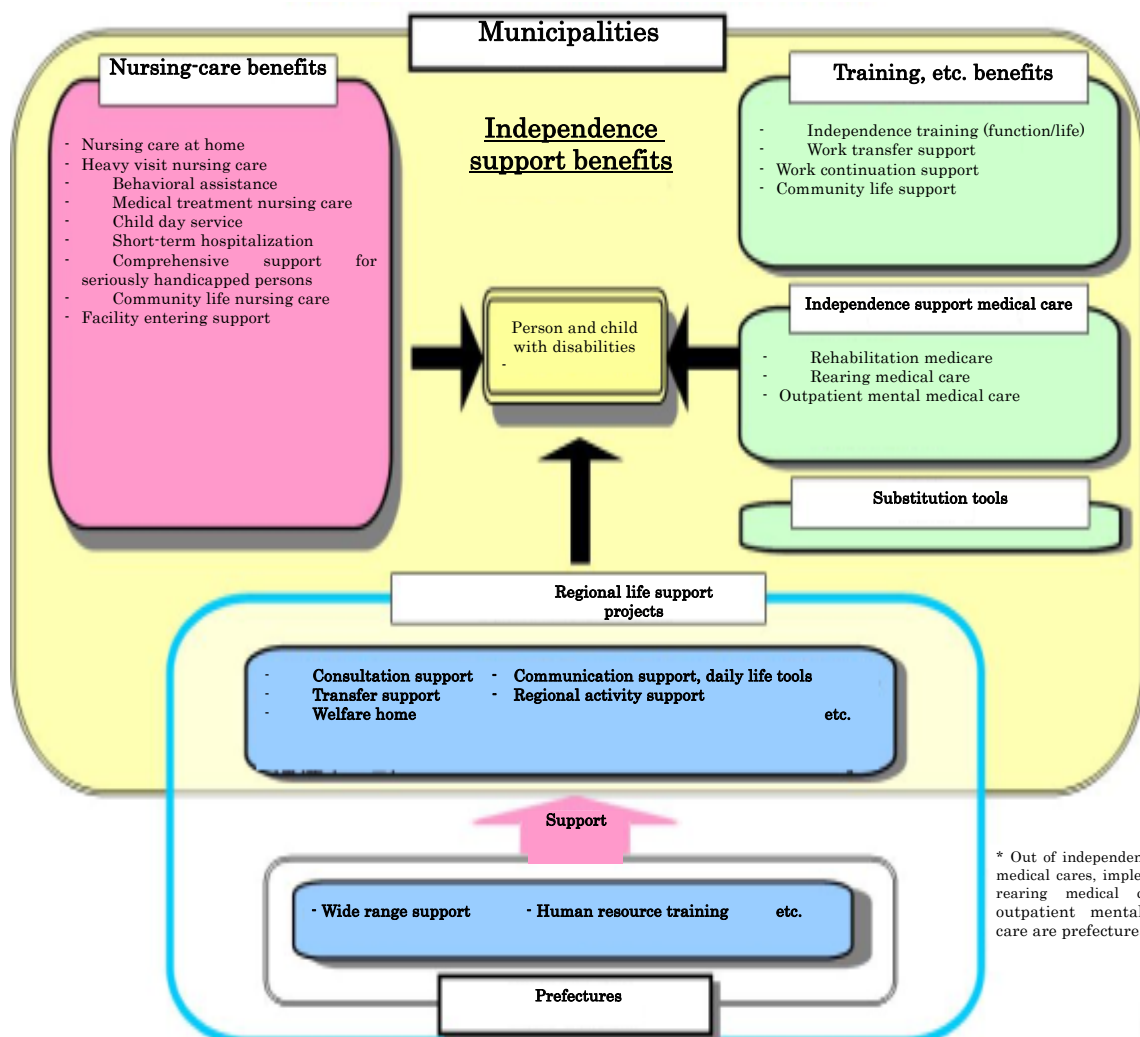 Municipalities
Nursing-care benefits
- Nursing care at home
- Heavy visit nursing care
- Behavioral assistance
- Medical treatment nursing care
- Child day service
- Short-term hospitalization
- Comprehensive support for
seriously handicapped persons
- Community life nursing care
- Facility entering support
Independence
support benefits
Training, etc. benefits
- Independence training (function/life)
- Work transfer support
- Work continuation support
- Community life support
Person and child
with disabilities
-
Independence support medical care
- Rehabilitation medicare
- Rearing medical care
- Outpatient mental medical care
Substitution tools
Regional life support
projects
- Consultation support - Communication support, daily life tools
- Transfer support - Regional activity support
- Welfare home etc.
Support
- Wide range support - Human resource training etc.
Prefectures
* Out of
medical cares,
rearing medical
outpatient mental
care are